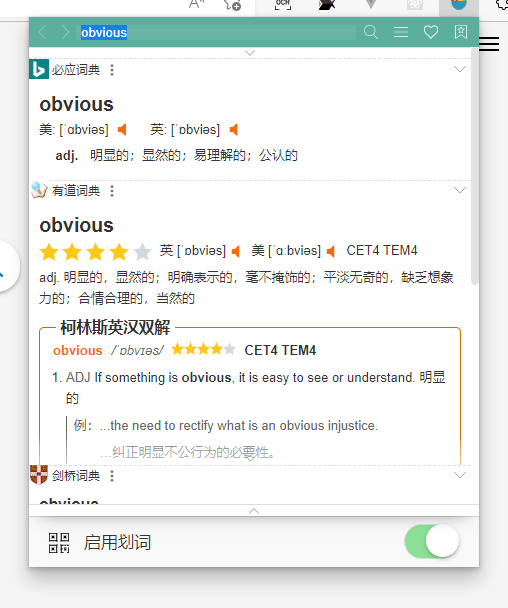 OCR
obvious
必应词典
obvious
美: [ˈɑbviəs] 英: [ˈɒbviəs]
adj. 明显的；显然的；易理解的；公认的
有道词典
obvious
英 [ˈɒbviəs] 美 [ˈɑːbviəs] CET4 TEM4
adj. 明显的，显然的；明确表示的，毫不掩饰的；平淡无奇的，缺乏想象
力的；合情合理的，当然的
柯林斯英汉双解
obvious /ˈɒbvɪəs/ CET4 TEM4
1. ADJ If something is obvious, it is easy to see or understand. 明显
的
例：...the need to rectify what is an obvious injustice.
…纠正明显不公行为的必要性。
剑桥词典
obvious
启用划词